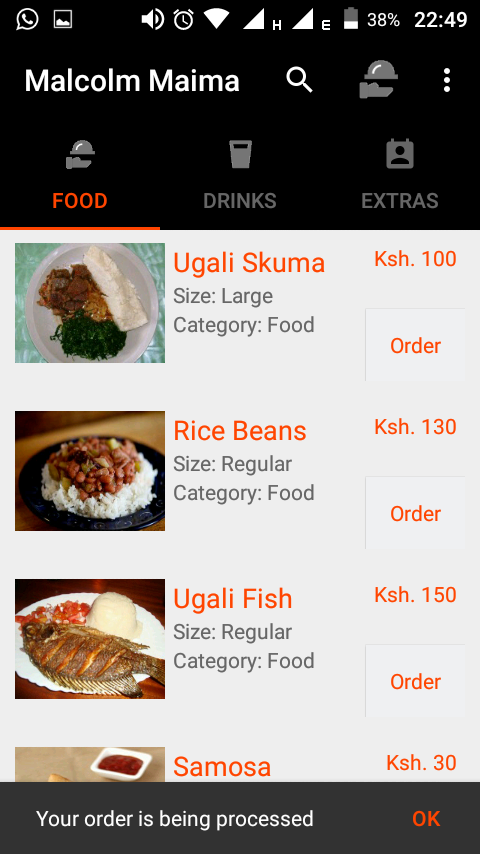 H E 38% 22:49
Malcolm Maima
FOOD DRINKS EXTRAS
Ugali Skuma Ksh. 100
Size: Large
Category: Food
Order
Rice Beans Ksh. 130
Size: Regular
Category: Food
Order
Ugali Fish Ksh. 150
Size: Regular
Category: Food
Order
Samosa Ksh. 30
Your order is being processed OK